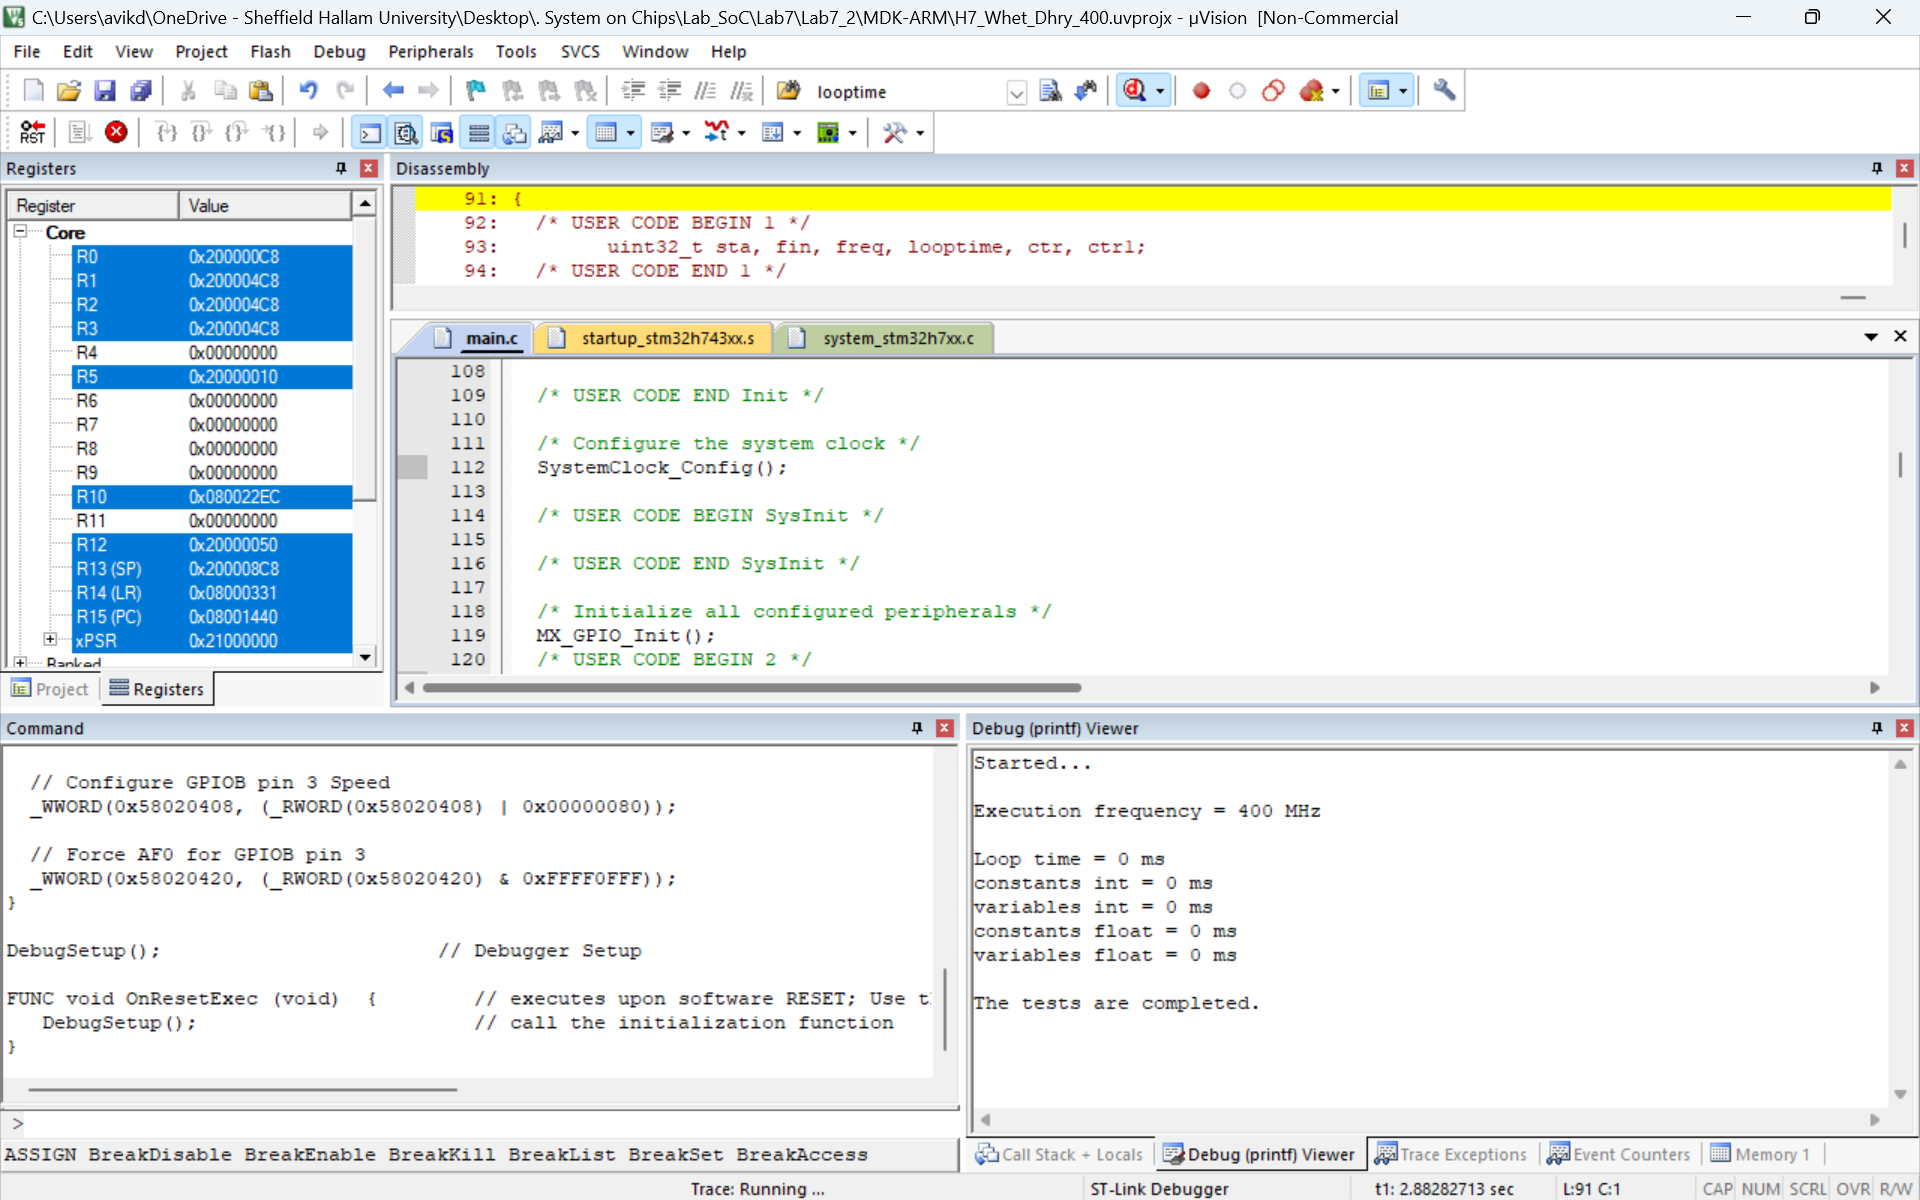 C:\Users\avikd\OneDrive - Sheffield Hallam University\Desktop\. System on Chips\Lab_SoC\Lab7\Lab7_2\MDK-ARM\H7_Whet_Dhry_400.uvprojx - µVision  [Non-Commercial
File Edit View Project Flash Debug Peripherals Tools SVCS Window Help
looptime
RST
Registers
Register Value
Core
R0 0x200000C8
R1 0x200004C8
R2 0x200004C8
R3 0x200004C8
R4 0x00000000
R5 0x20000010
R6 0x00000000
R7 0x00000000
R8 0x00000000
R9 0x00000000
R10 0x080022EC
R11 0x00000000
R12 0x20000050
R13 (SP) 0x200008C8
R14 (LR) 0x08000331
R15 (PC) 0x08001440
xPSR 0x21000000
Banked
Project Registers
Disassembly
91: {
92: /* USER CODE BEGIN 1 */
93: uint32_t sta, fin, freq, looptime, ctr, ctrl;
94: /* USER CODE END 1 */
main.c startup_stm32h743xx.s system_stm32h7xx.c
108
109 /* USER CODE END Init */
110
111 /* Configure the system clock */
112 SystemClock_Config();
113
114 /* USER CODE BEGIN SysInit */
115
116 /* USER CODE END SysInit */
117
118 /* Initialize all configured peripherals */
119 MX_GPIO_Init();
120 /* USER CODE BEGIN 2 */
Command
// Configure GPIOB pin 3 Speed
_WWORD(0x58020408, (_RWORD(0x58020408) | 0x00000080));
// Force AF0 for GPIOB pin 3
_WWORD(0x58020420, (_RWORD(0x58020420) & 0xFFFF0FFF));
}
DebugSetup(); // Debugger Setup
FUNC void OnResetExec (void) { // executes upon software RESET; Use t
DebugSetup(); // call the initialization function
}
>
ASSIGN BreakDisable BreakEnable BreakKill BreakList BreakSet BreakAccess
Debug (printf) Viewer
Started...
Execution frequency = 400 MHz
Loop time = 0 ms
constants int = 0 ms
variables int = 0 ms
constants float = 0 ms
variables float = 0 ms
The tests are completed.
Call Stack + Locals Debug (printf) Viewer Trace Exceptions Event Counters Memory 1
Trace: Running ... ST-Link Debugger t1: 2.88282713 sec L:91 C:1 CAP NUM SCRL OVR R/W